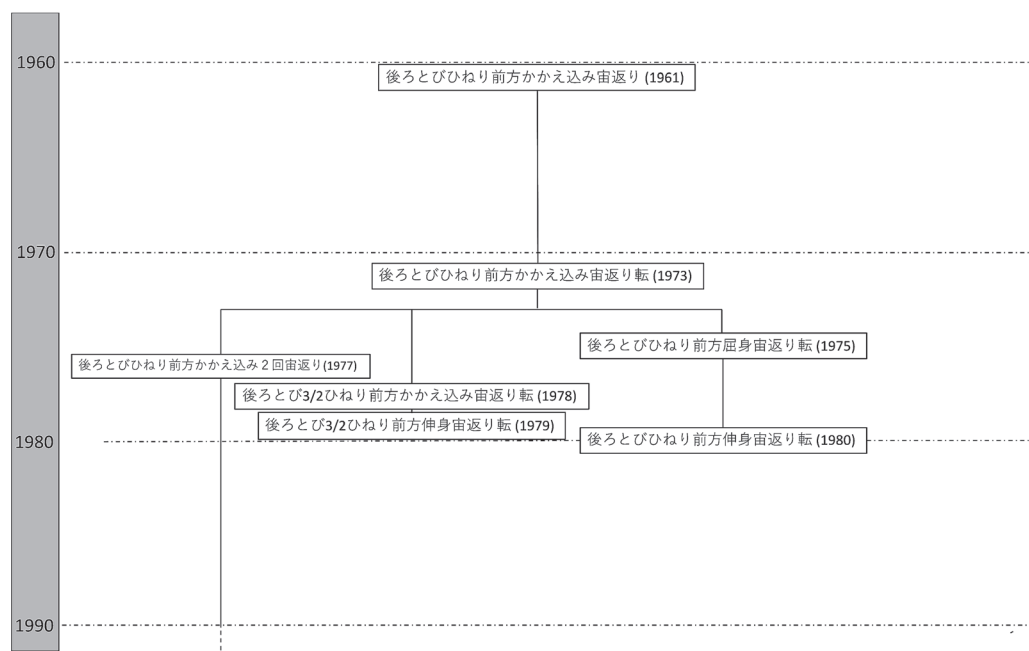 1960
後ろとびひねり前方かかえ込み宙返り (1961)
1970
後ろとびひねり前方かかえ込み宙返り転 (1973)
後ろとびひねり前方屈身宙返り転 (1975)
後ろとびひねり前方かかえ込み２回宙返り(1977)
後ろとび3/2ひねり前方かかえ込み宙返り転 (1978)
後ろとび3/2ひねり前方伸身宙返り転 (1979)
1980
後ろとびひねり前方伸身宙返り転 (1980)
1990